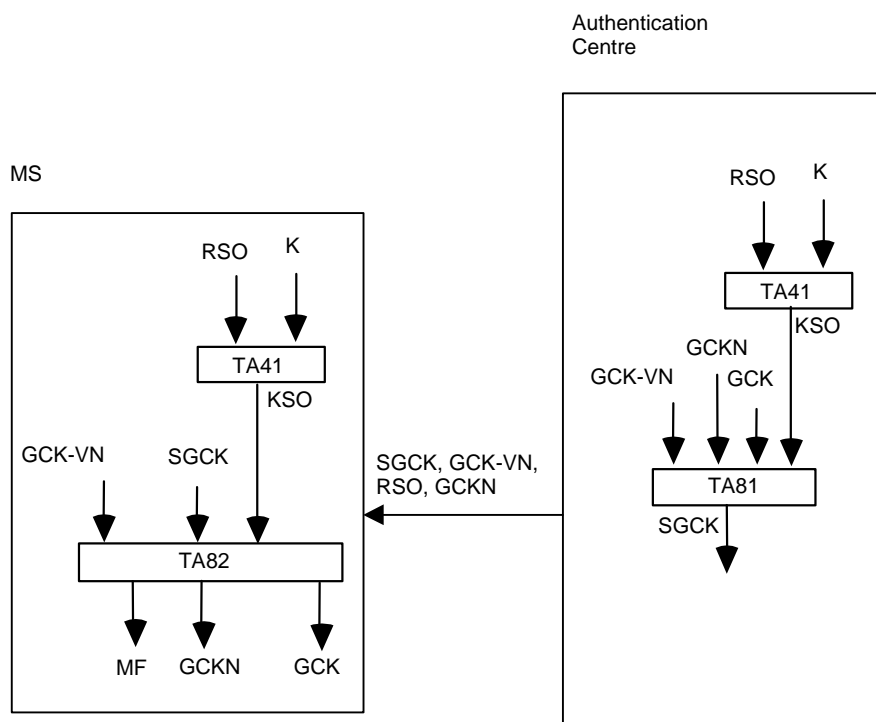 Authentication
Centre
MS
RSO
K
TA41
KSO
GCK-VN
SGCK
TA82
MF
GCKN
GCK
SGCK, GCK-VN,
RSO, GCKN
RSO
K
TA41
KSO
GCKN
GCK-VN
GCK
TA81
SGCK